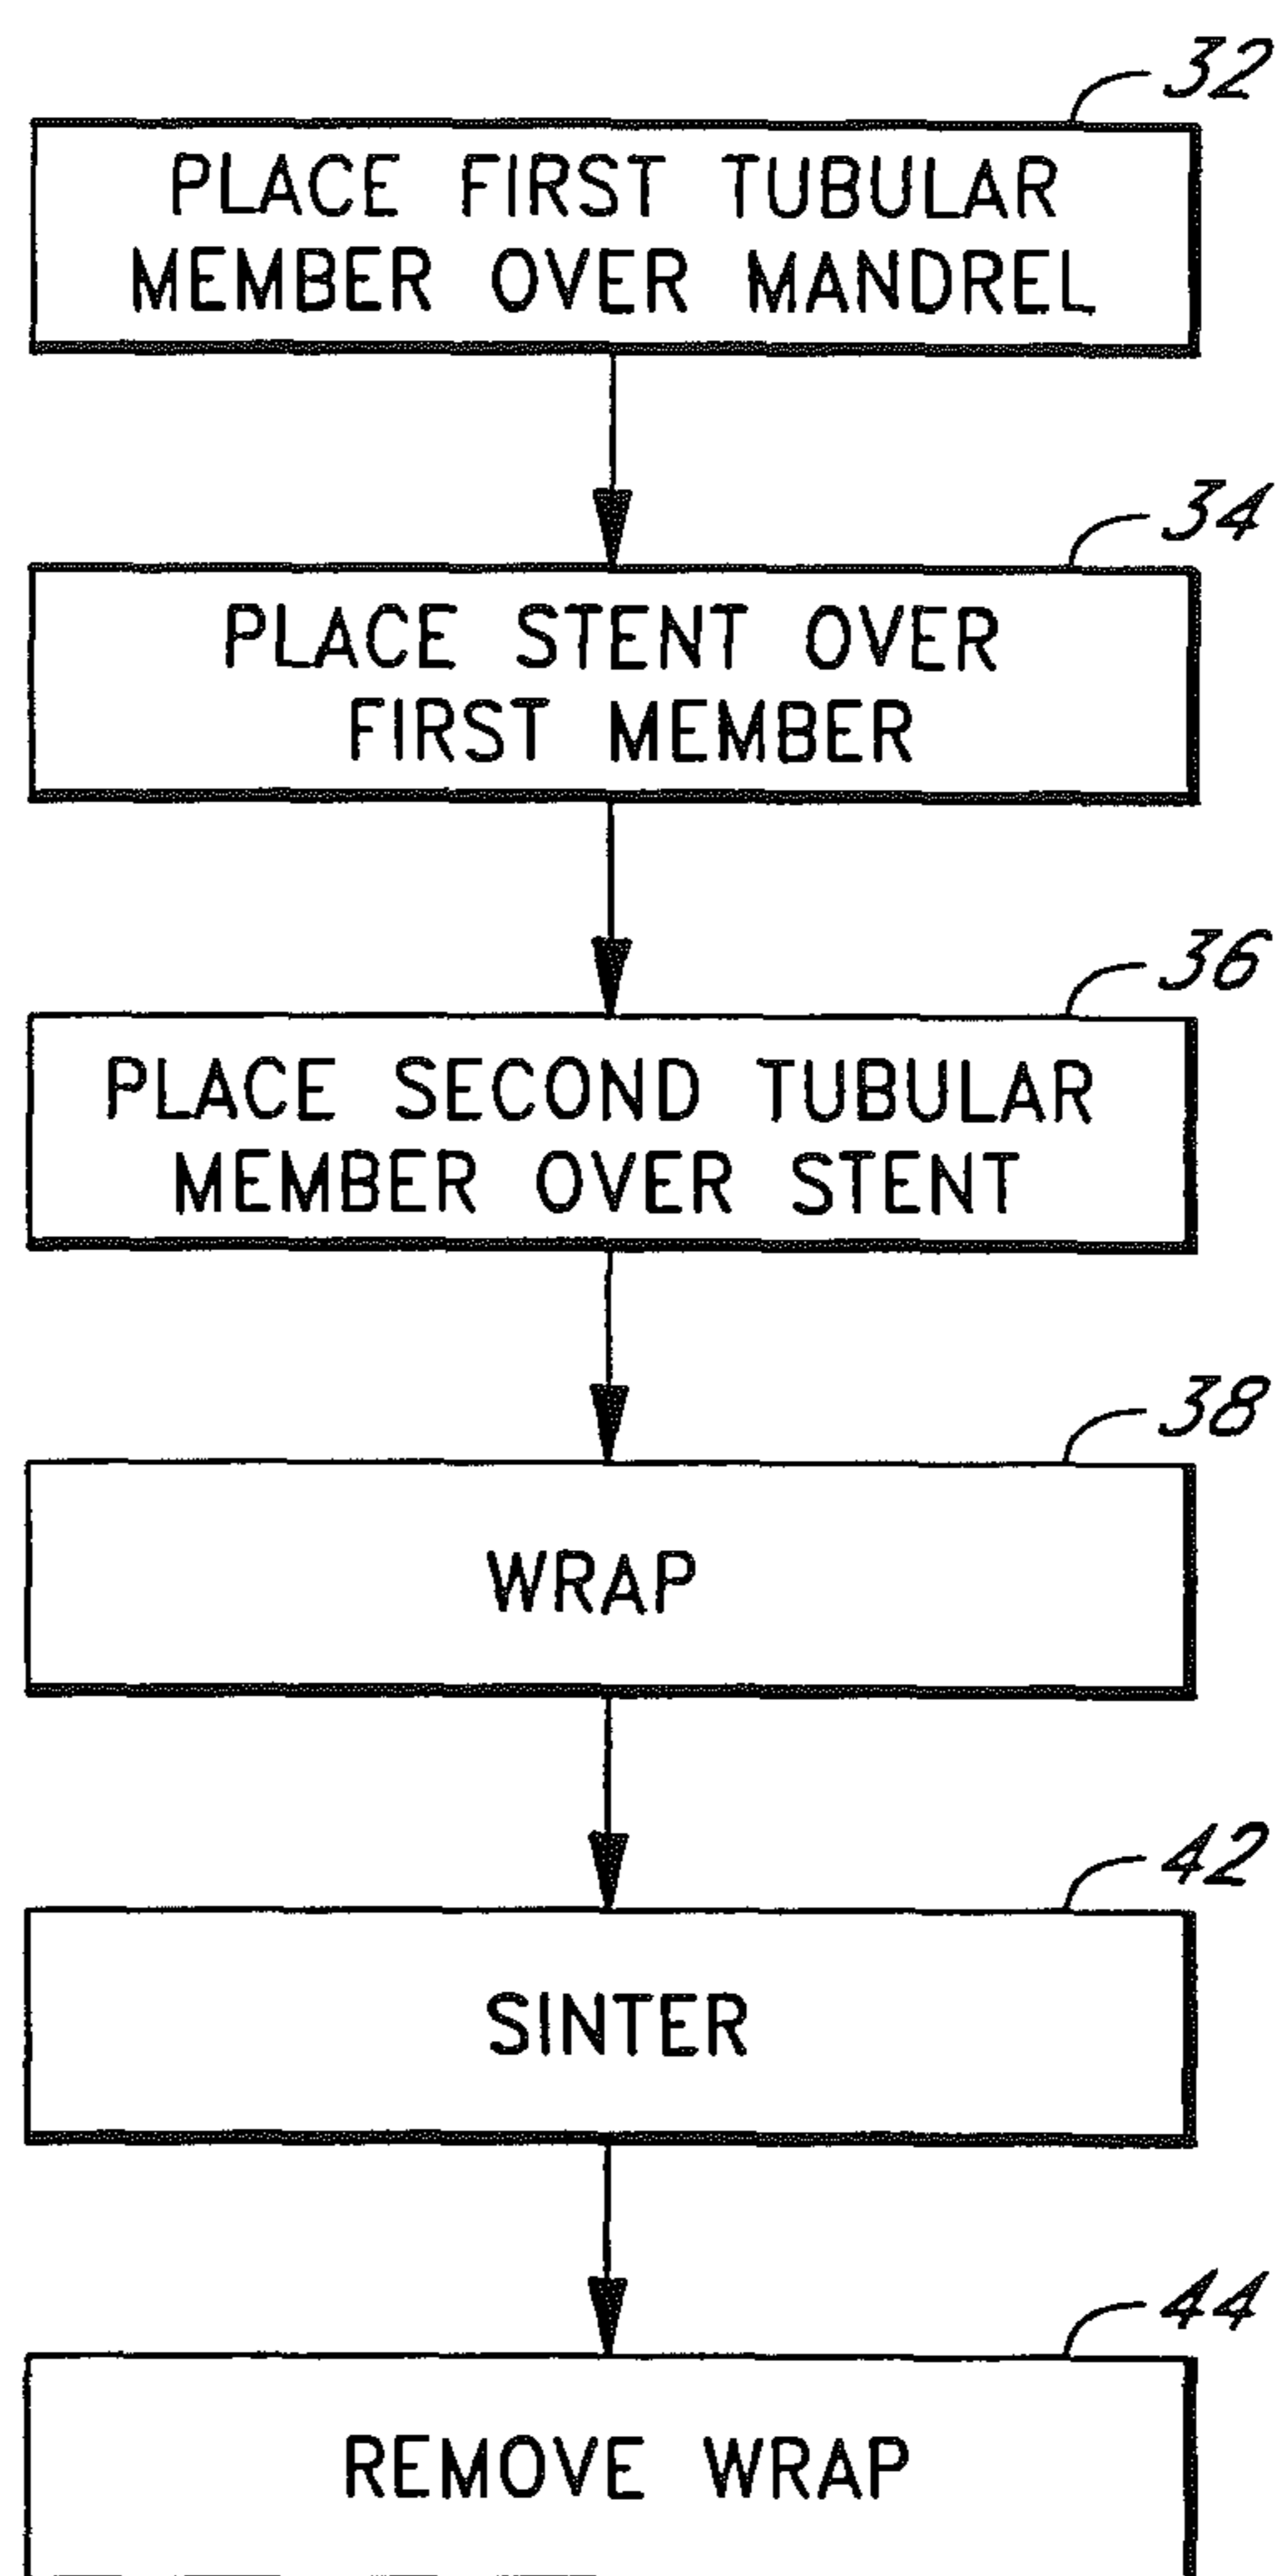 32
PLACE FIRST TUBULAR
MEMBER OVER MANDREL
34
PLACE STENT OVER
FIRST MEMBER
36
PLACE SECOND TUBULAR
MEMBER OVER STENT
38
WRAP
42
SINTER
44
REMOVE WRAP